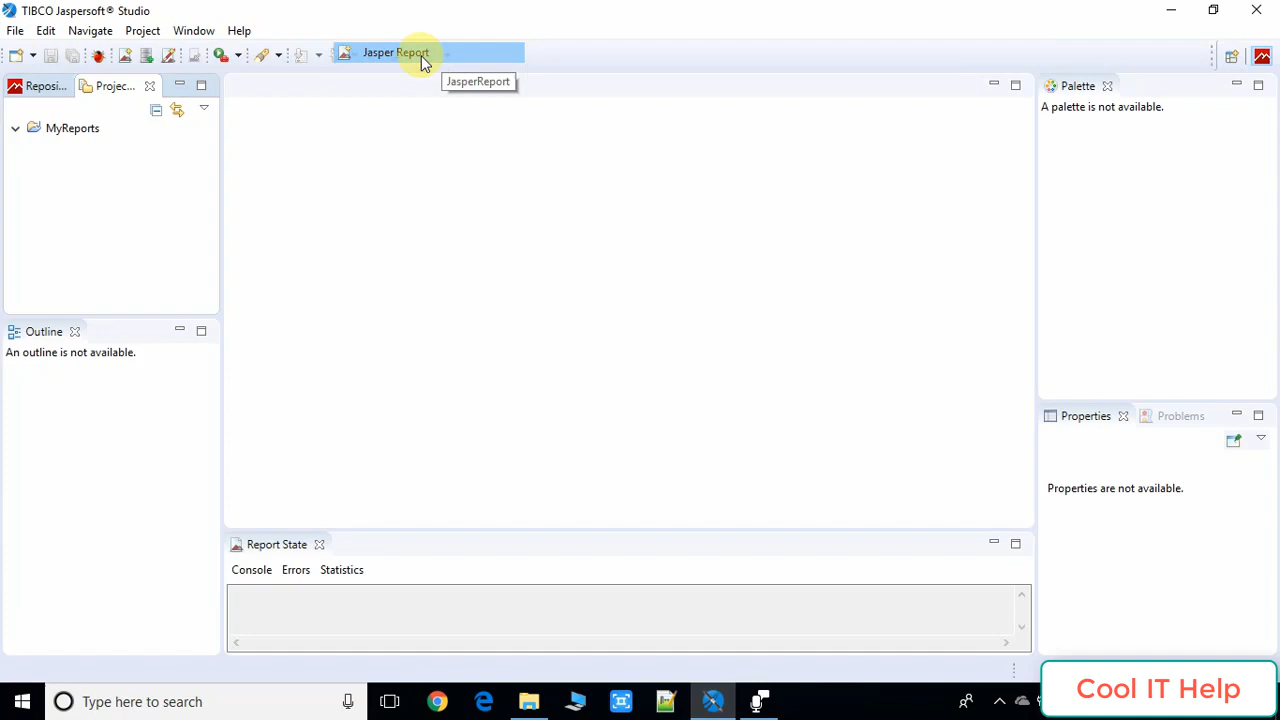 TIBCO Jaspersoft® Studio
File Edit Navigate Project Window Help
Jasper Report
JasperReport
Reposi... Projec...
MyReports
Palette
A palette is not available.
Outline
An outline is not available.
Properties Problems
Properties are not available.
Report State
Console Errors Statistics
Type here to search
Cool IT Help